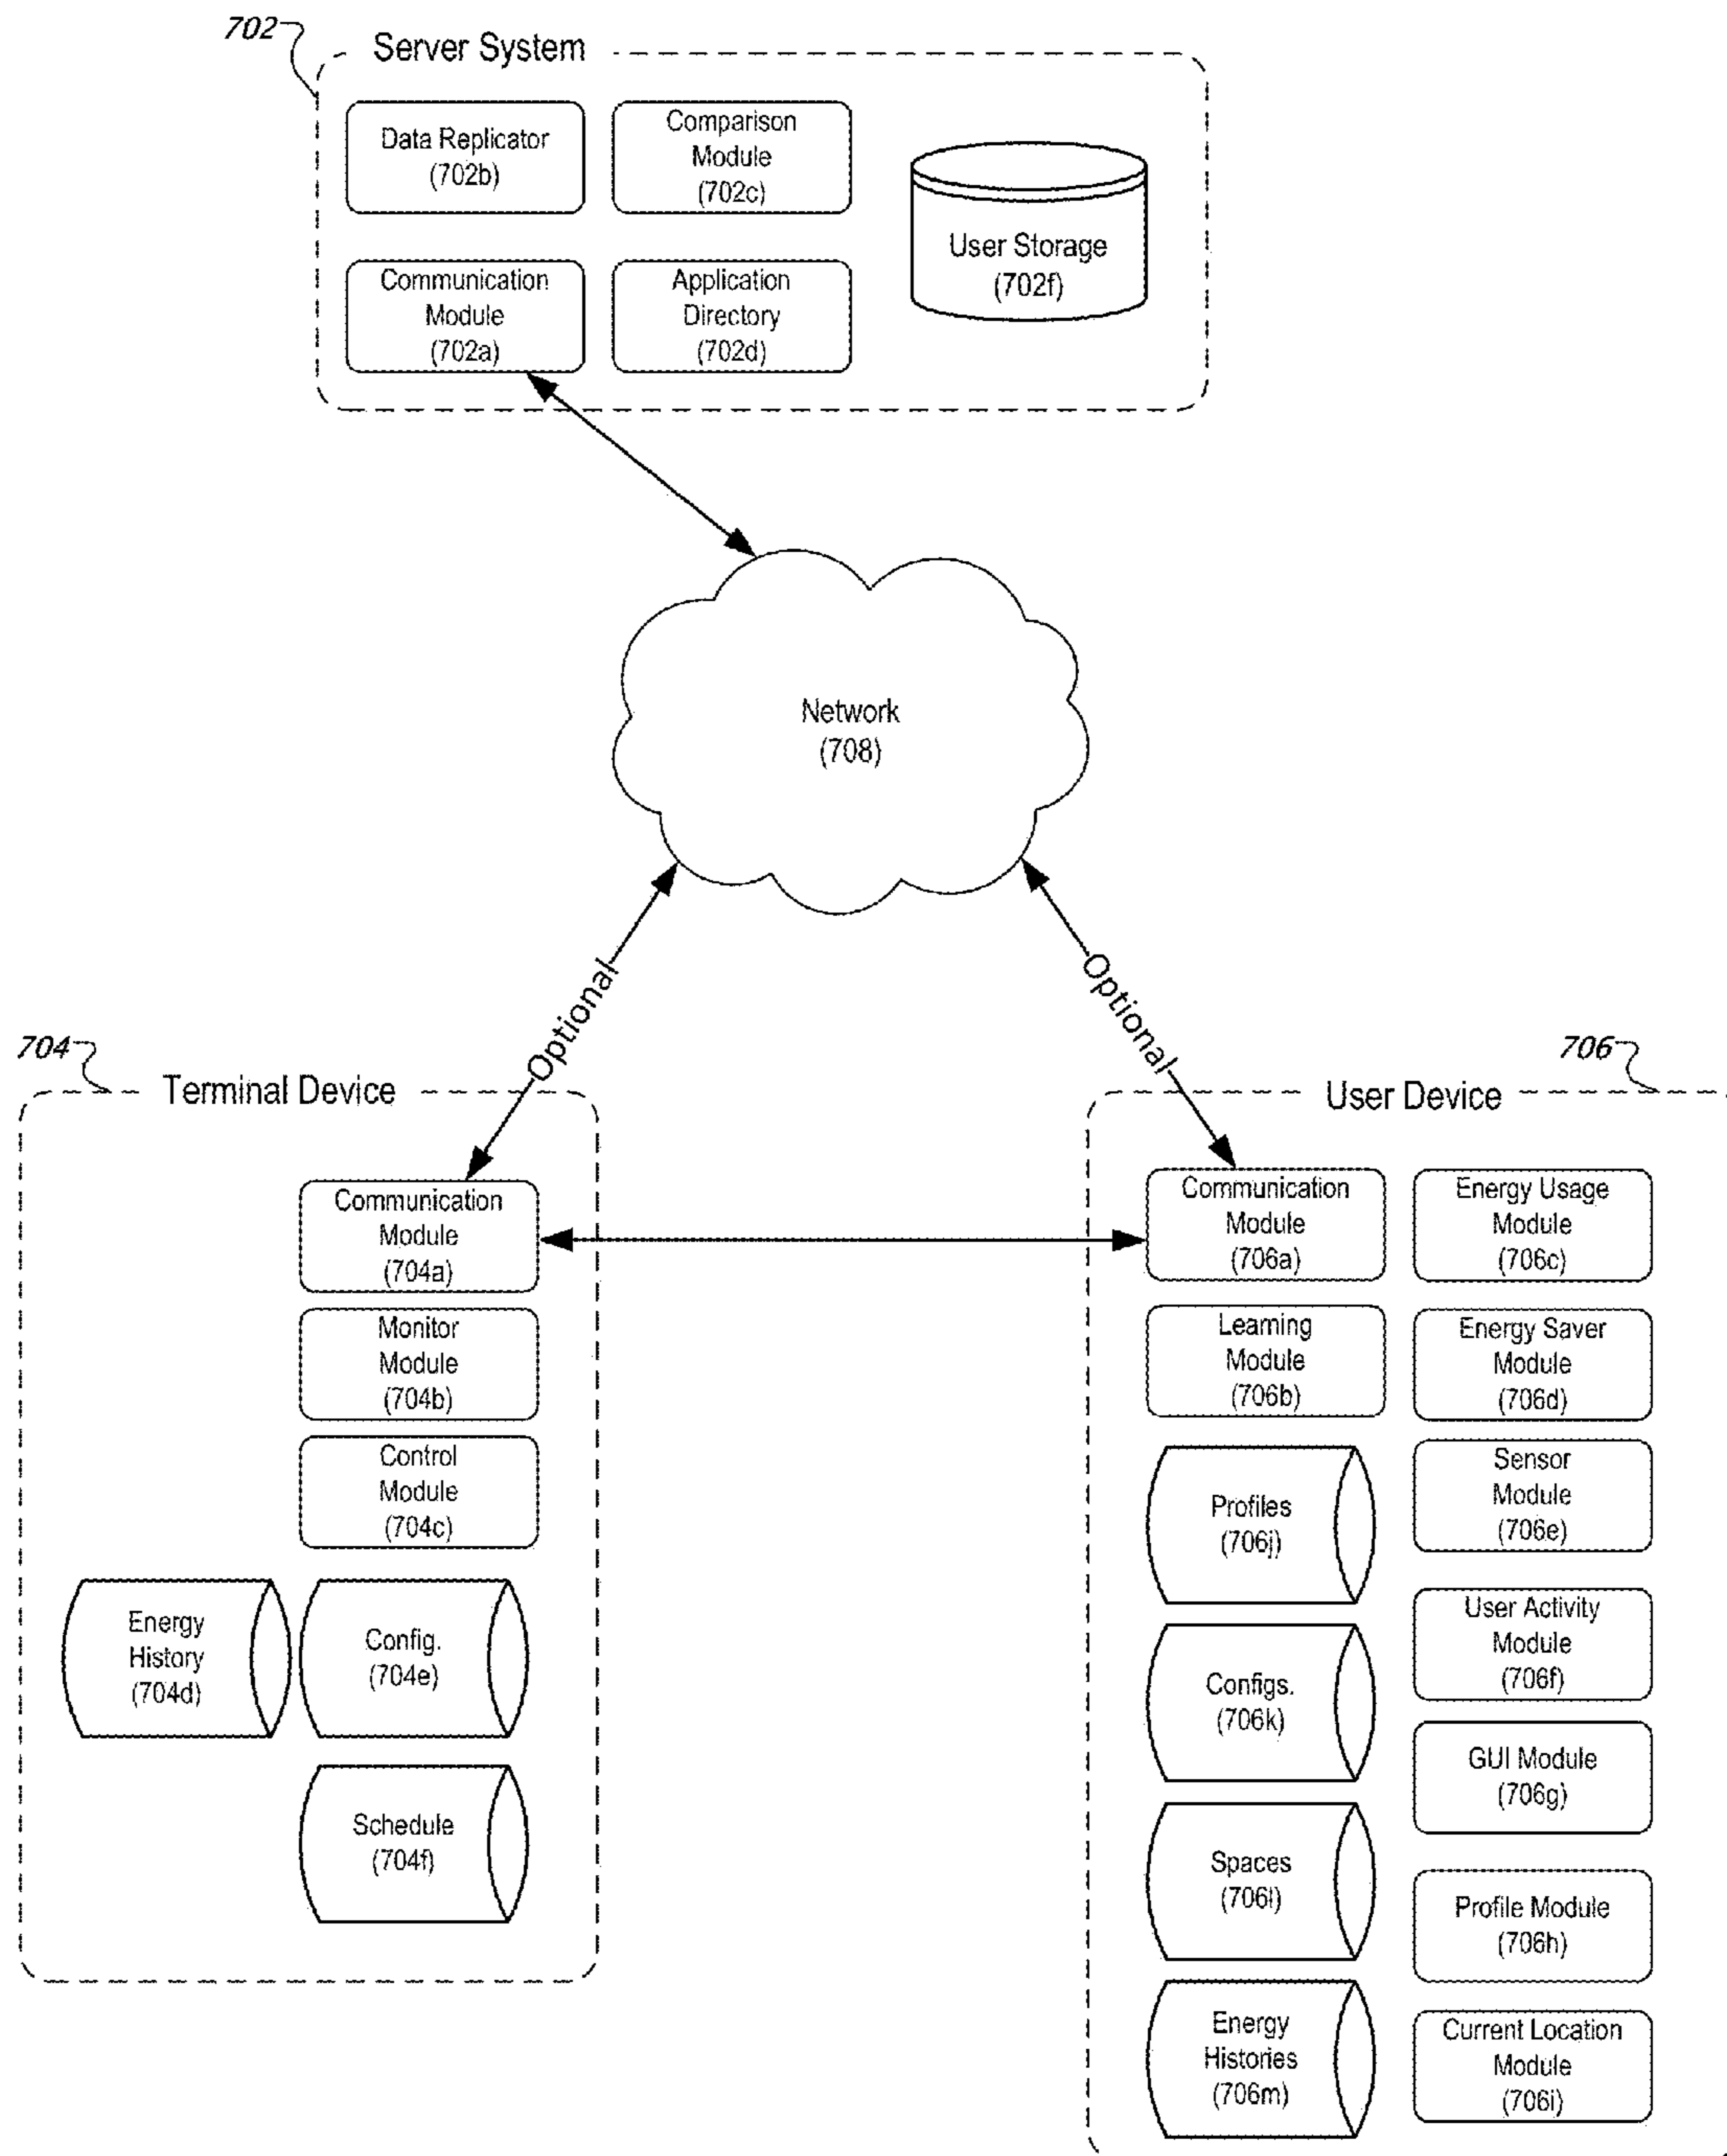 702
Server System
Data Replicator
(702b)
Comparison
Module
(702c)
User Storage
(702f)
Communication
Module
(702a)
Application
Directory
(702d)
Network
(708)
Optional
Optional
704
Terminal Device
Communication
Module
(704a)
Monitor
Module
(704b)
Control
Module
(704c)
Energy
History
(704d)
Config.
(704e)
Schedule
(704f)
706
User Device
Communication
Module
(706a)
Energy Usage
Module
(706c)
Learning
Module
(706b)
Energy Saver
Module
(706d)
Profiles
(706j)
Sensor
Module
(706e)
Configs.
(706k)
User Activity
Module
(706f)
GUI Module
(706g)
Spaces
(706l)
Profile Module
(706h)
Energy
Histories
(706m)
Current Location
Module
(706i)